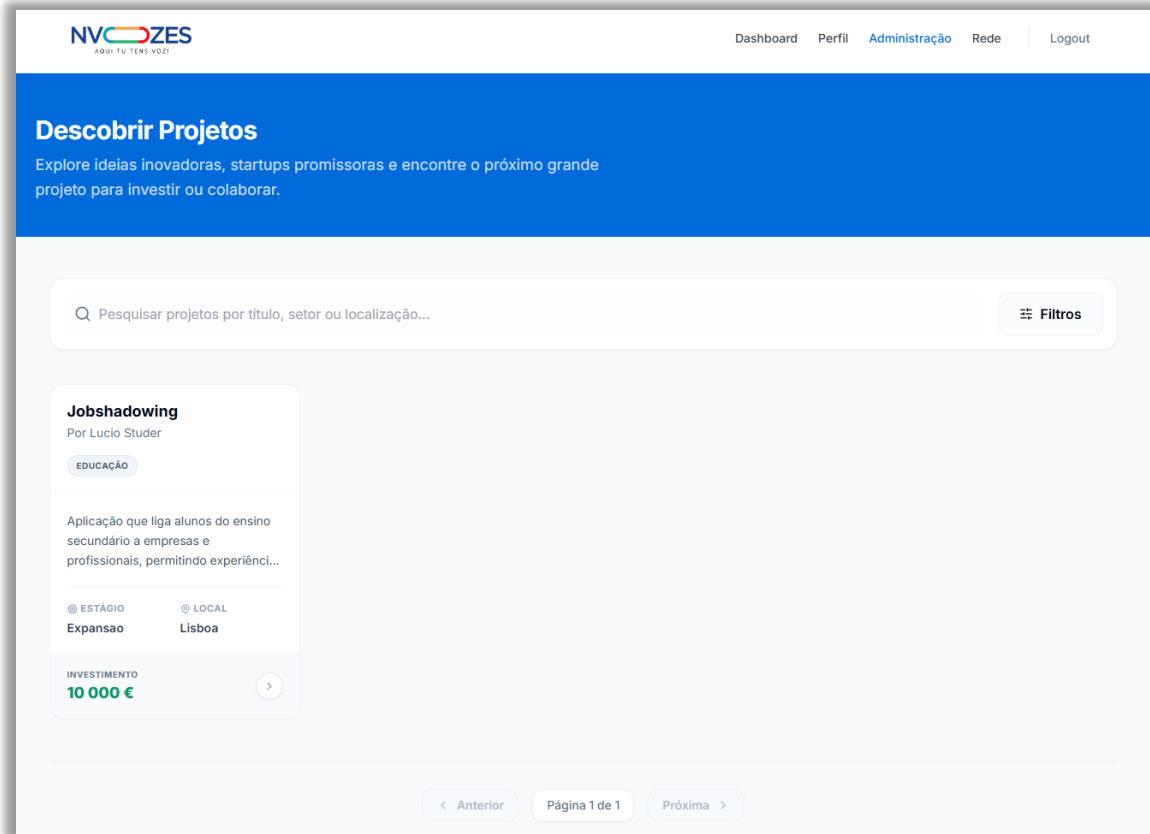 NVOZES
AQUI TU TENS VOZ!
Dashboard Perfil Administração Rede Logout
Descobrir Projetos
Explore ideias inovadoras, startups promissoras e encontre o próximo grande
projeto para investir ou colaborar.
Pesquisar projetos por título, setor ou localização...
Filtros
Jobshadowing
Por Lucio Studer
EDUCAÇÃO
Aplicação que liga alunos do ensino
secundário a empresas e
profissionais, permitindo experiênci...
ESTÁGIO LOCAL
Expansao Lisboa
INVESTIMENTO
10 000 €
Anterior Página 1 de 1 Próxima